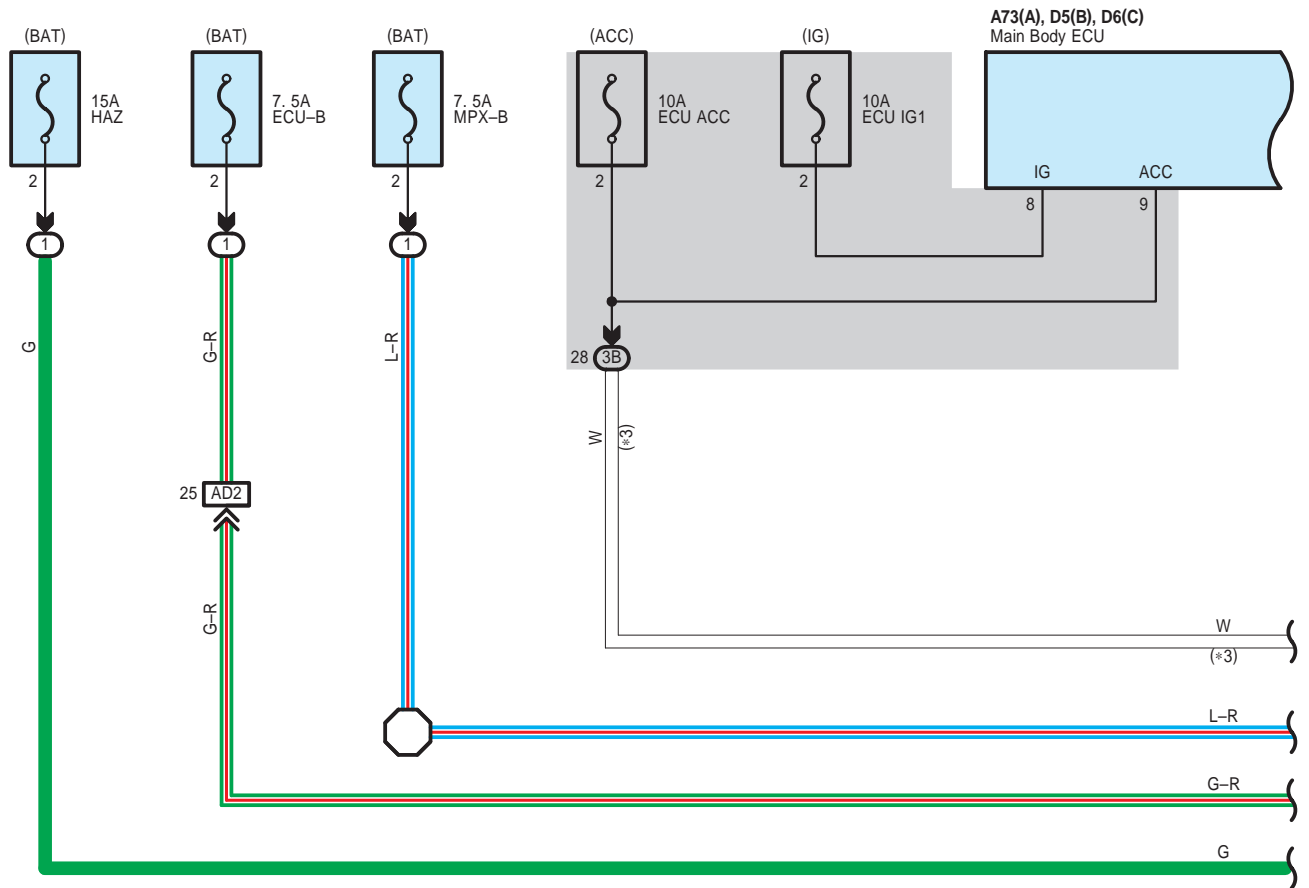 A73(A), D5(B), D6(C)
Main Body ECU
(BAT)
(BAT)
(BAT)
(ACC)
(IG)
15A
HAZ
7. 5A
ECU–B
7. 5A
MPX–B
10A
ECU ACC
10A
ECU IG1
IG
ACC
2
2
2
2
2
8
9
1
1
1
28
3B
G
G–R
L–R
W
(*3)
25
AD2
G–R
W
(*3)
L–R
G–R
G